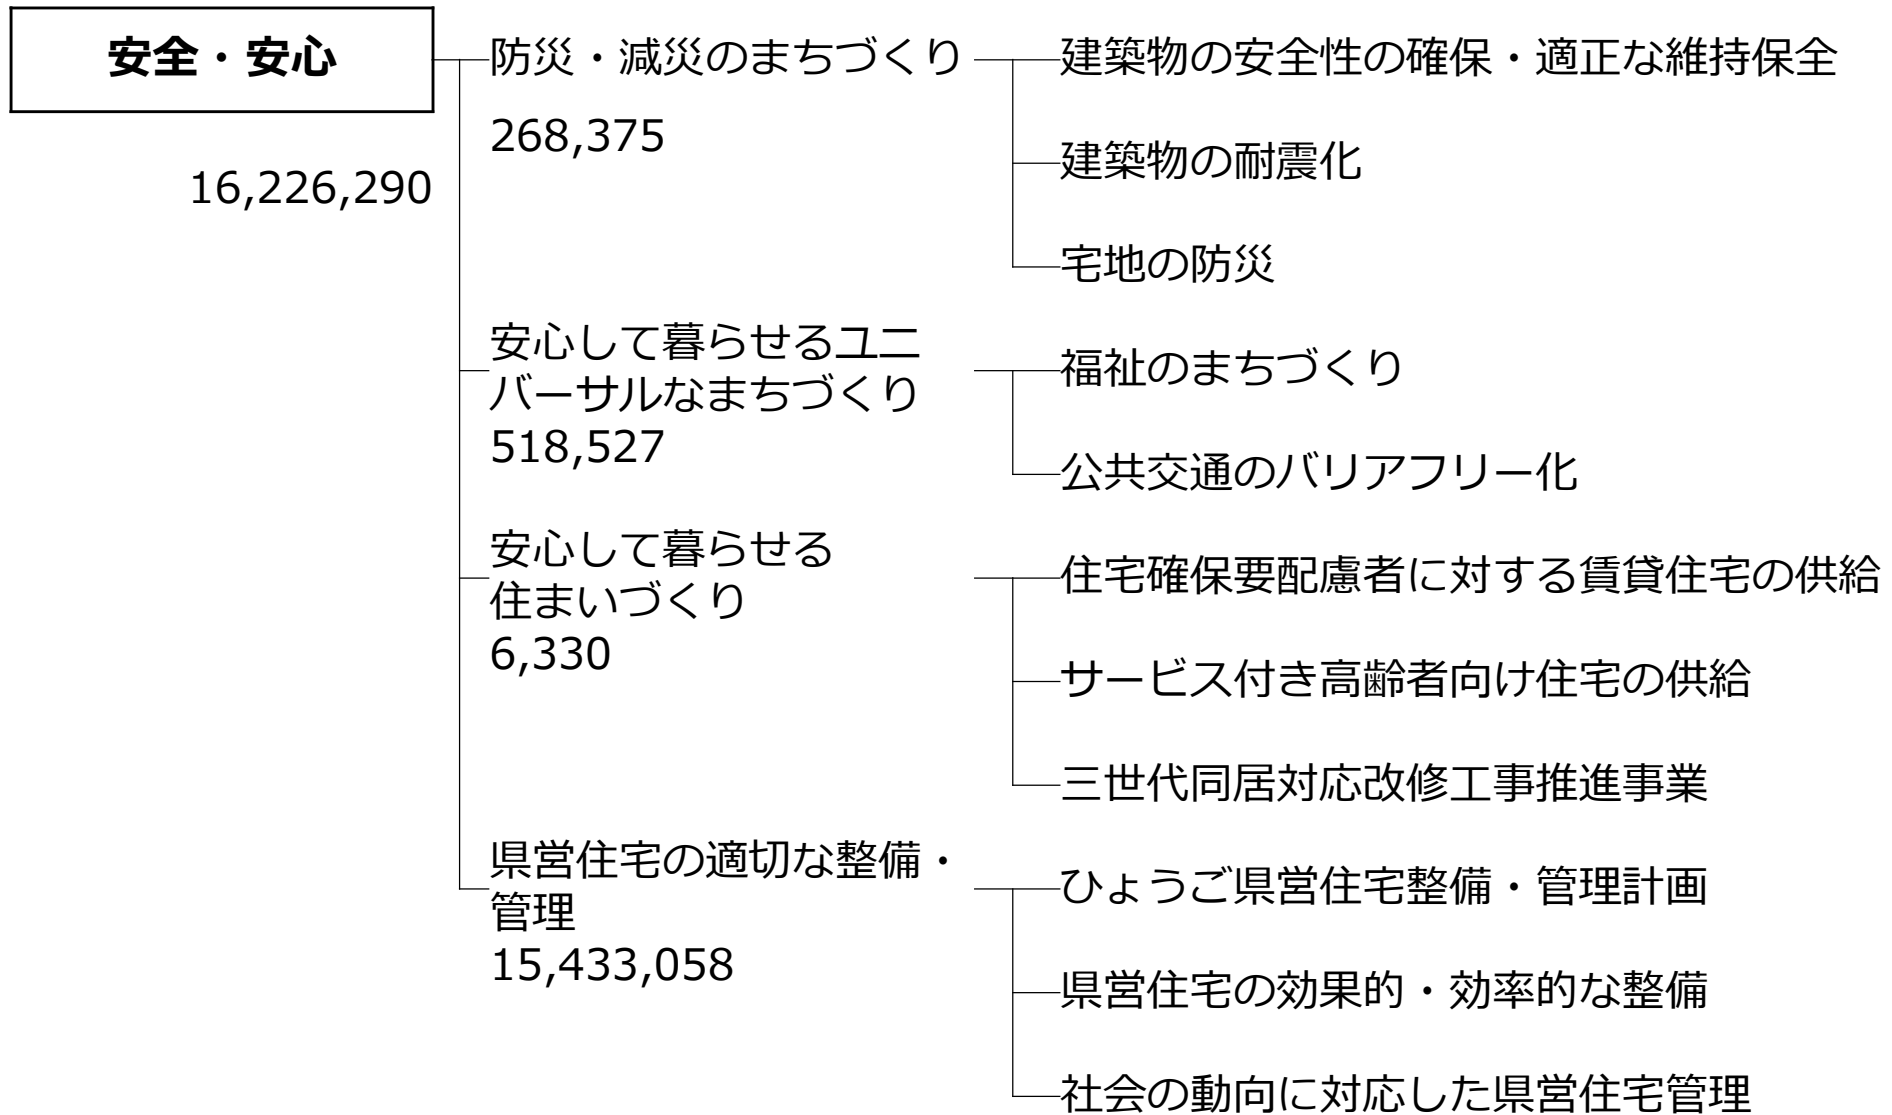 安全・安心
16,226,290
防災・減災のまちづくり
268,375
建築物の安全性の確保・適正な維持保全
建築物の耐震化
宅地の防災
安心して暮らせるユニ
バーサルなまちづくり
518,527
福祉のまちづくり
公共交通のバリアフリー化
安心して暮らせる
住まいづくり
6,330
住宅確保要配慮者に対する賃貸住宅の供給
サービス付き高齢者向け住宅の供給
三世代同居対応改修工事推進事業
県営住宅の適切な整備・
管理
15,433,058
ひょうご県営住宅整備・管理計画
県営住宅の効果的・効率的な整備
社会の動向に対応した県営住宅管理